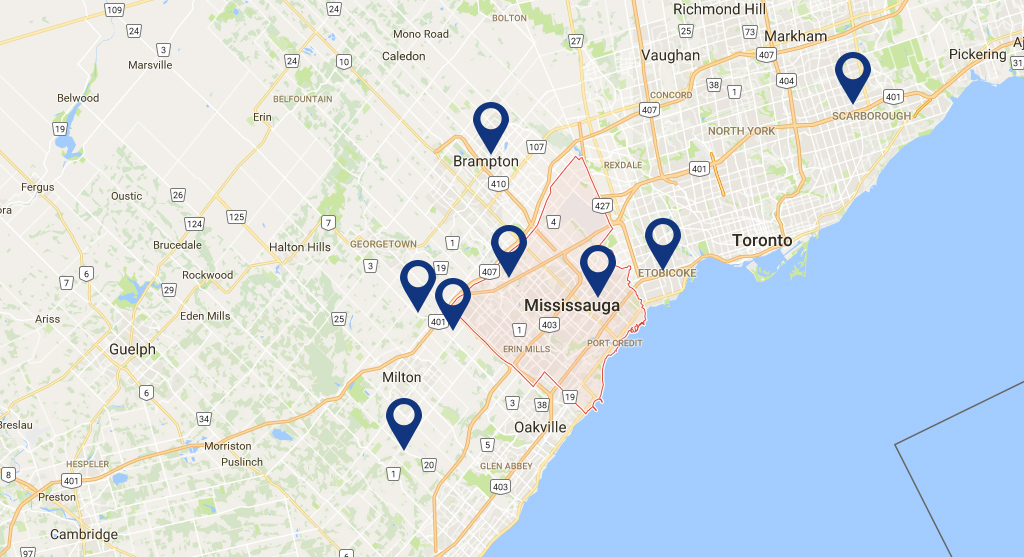 109
24
Richmond Hill
BOLTON
24
Mono Road
27
25
73
Markham
3
Caledon
Vaughan
407
Pickering
Aj
Marsville
24
10
31
404
38
1
Belwood
BELFOUNTAIN
CONCORD
401
407
Erin
SCARBOROUGH
19
NORTH YORK
107
Brampton
REXDALE
401
410
Fergus
Oustic
26
427
ora
125
4
124
7
Toronto
Brucedale
Halton Hills
GEORGETOWN
1
7
6
Rockwood
3
19
407
ETOBICOKE
29
Mississauga
Ariss
Eden Mills
25
401
403
1
Guelph
PORT CREDIT
ERIN MILLS
Milton
6
19
3
38
34
Breslau
Oakville
Morriston
5
HESPELER
Puslinch
20
GLEN ABBEY
8
401
1
403
Preston
Cambridge
97
6